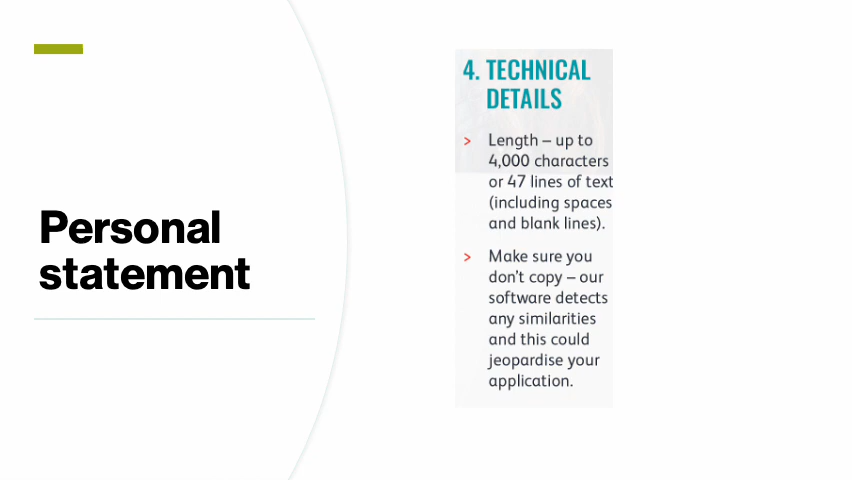 Personal
statement
4. TECHNICAL
DETAILS
> Length – up to
4,000 characters
or 47 lines of text
(including spaces
and blank lines).
> Make sure you
don't copy – our
software detects
any similarities
and this could
jeopardise your
application.